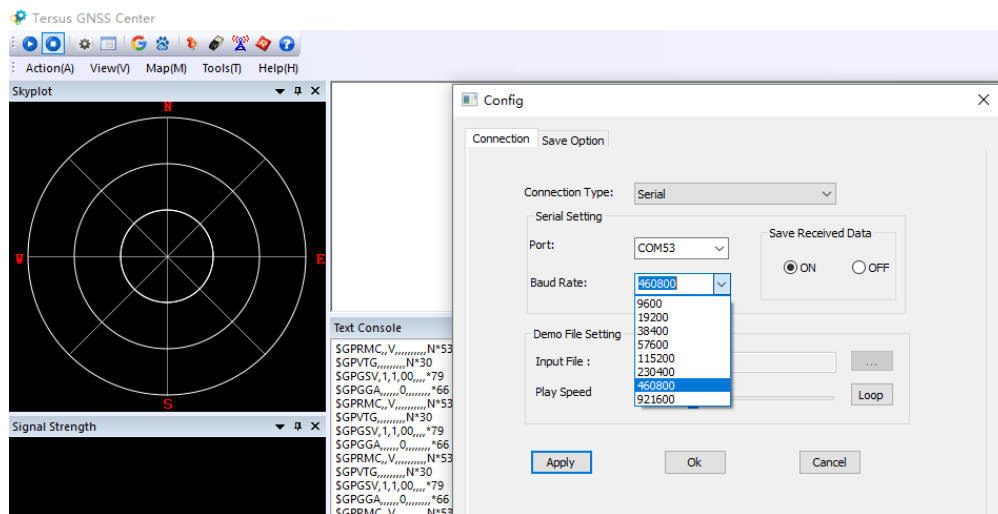 Tersus GNSS Center
Action(A) View(V) Map(M) Tools(T) Help(H)
Skyplot
N
W
E
S
Signal Strength
Text Console
$GPRMC,,V,,,,,,,,,,N*53
$GPVTG,,,,,,,,,N*30
$GPGSV,1,1,00,,,,*79
$GPGGA,,,,,,0,,,,,,,,*66
$GPRMC,,V,,,,,,,,,,N*53
$GPVTG,,,,,,,,,N*30
$GPGSV,1,1,00,,,,*79
$GPGGA,,,,,,0,,,,,,,,*66
$GPRMC,,V,,,,,,,,,,N*53
$GPVTG,,,,,,,,,N*30
$GPGSV,1,1,00,,,,*79
$GPGGA,,,,,,0,,,,,,,,*66
$GPRMC,,V,,,,,,,,,,N*53
Config
Connection Save Option
Connection Type: Serial
Serial Setting
Port: COM53
Baud Rate: 460800
9600
19200
38400
57600
115200
230400
460800
921600
Save Received Data
ON OFF
Demo File Setting
Input File : ...
Play Speed Loop
Apply Ok Cancel